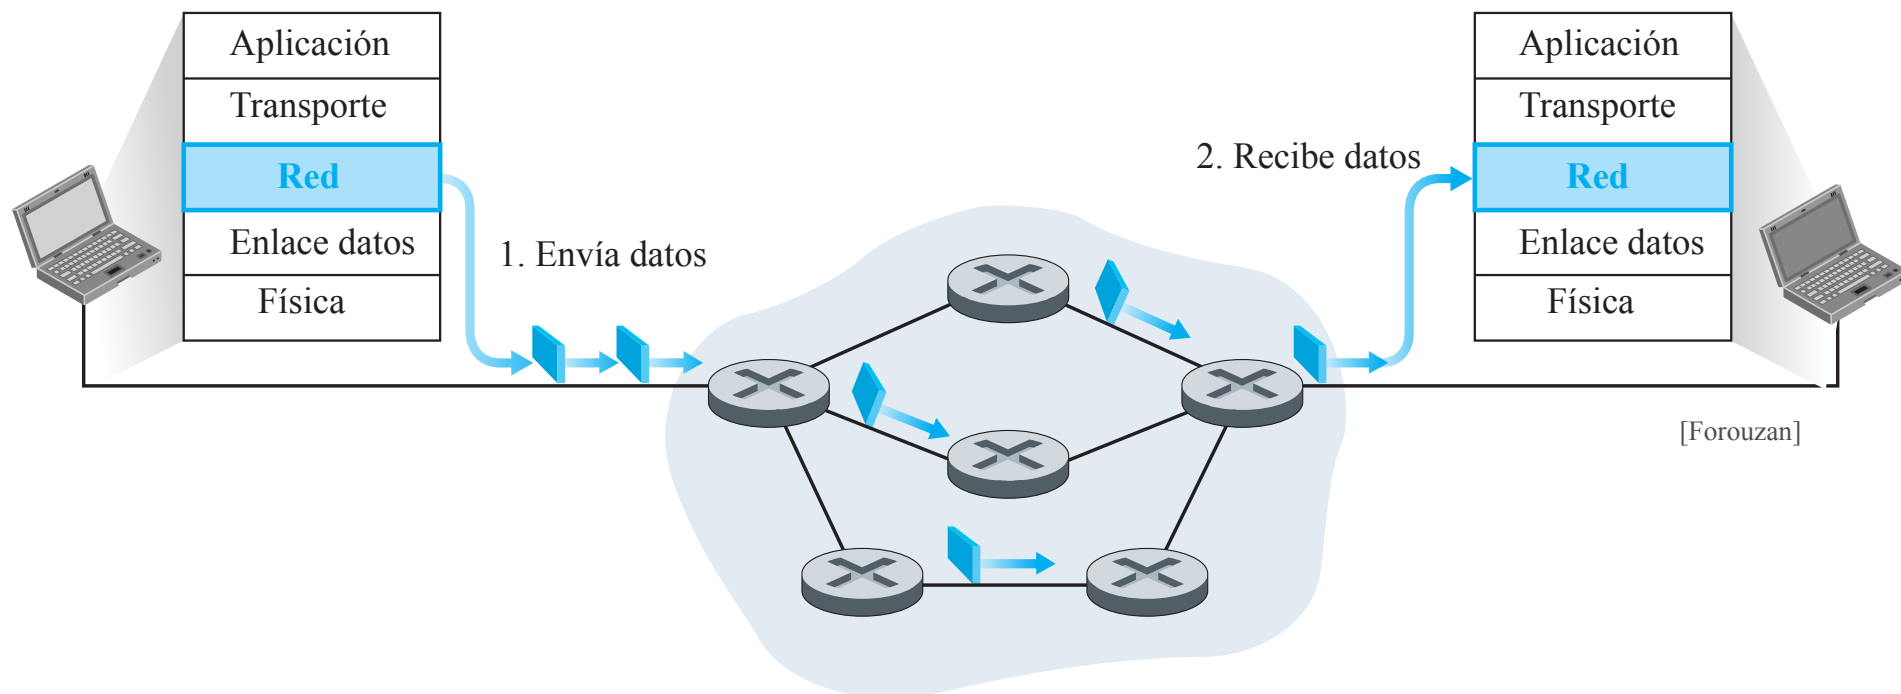 Aplicación
Transporte
Red
Enlace datos
Física
1. Envía datos
2. Recibe datos
Aplicación
Transporte
Red
Enlace datos
Física
[Forouzan]